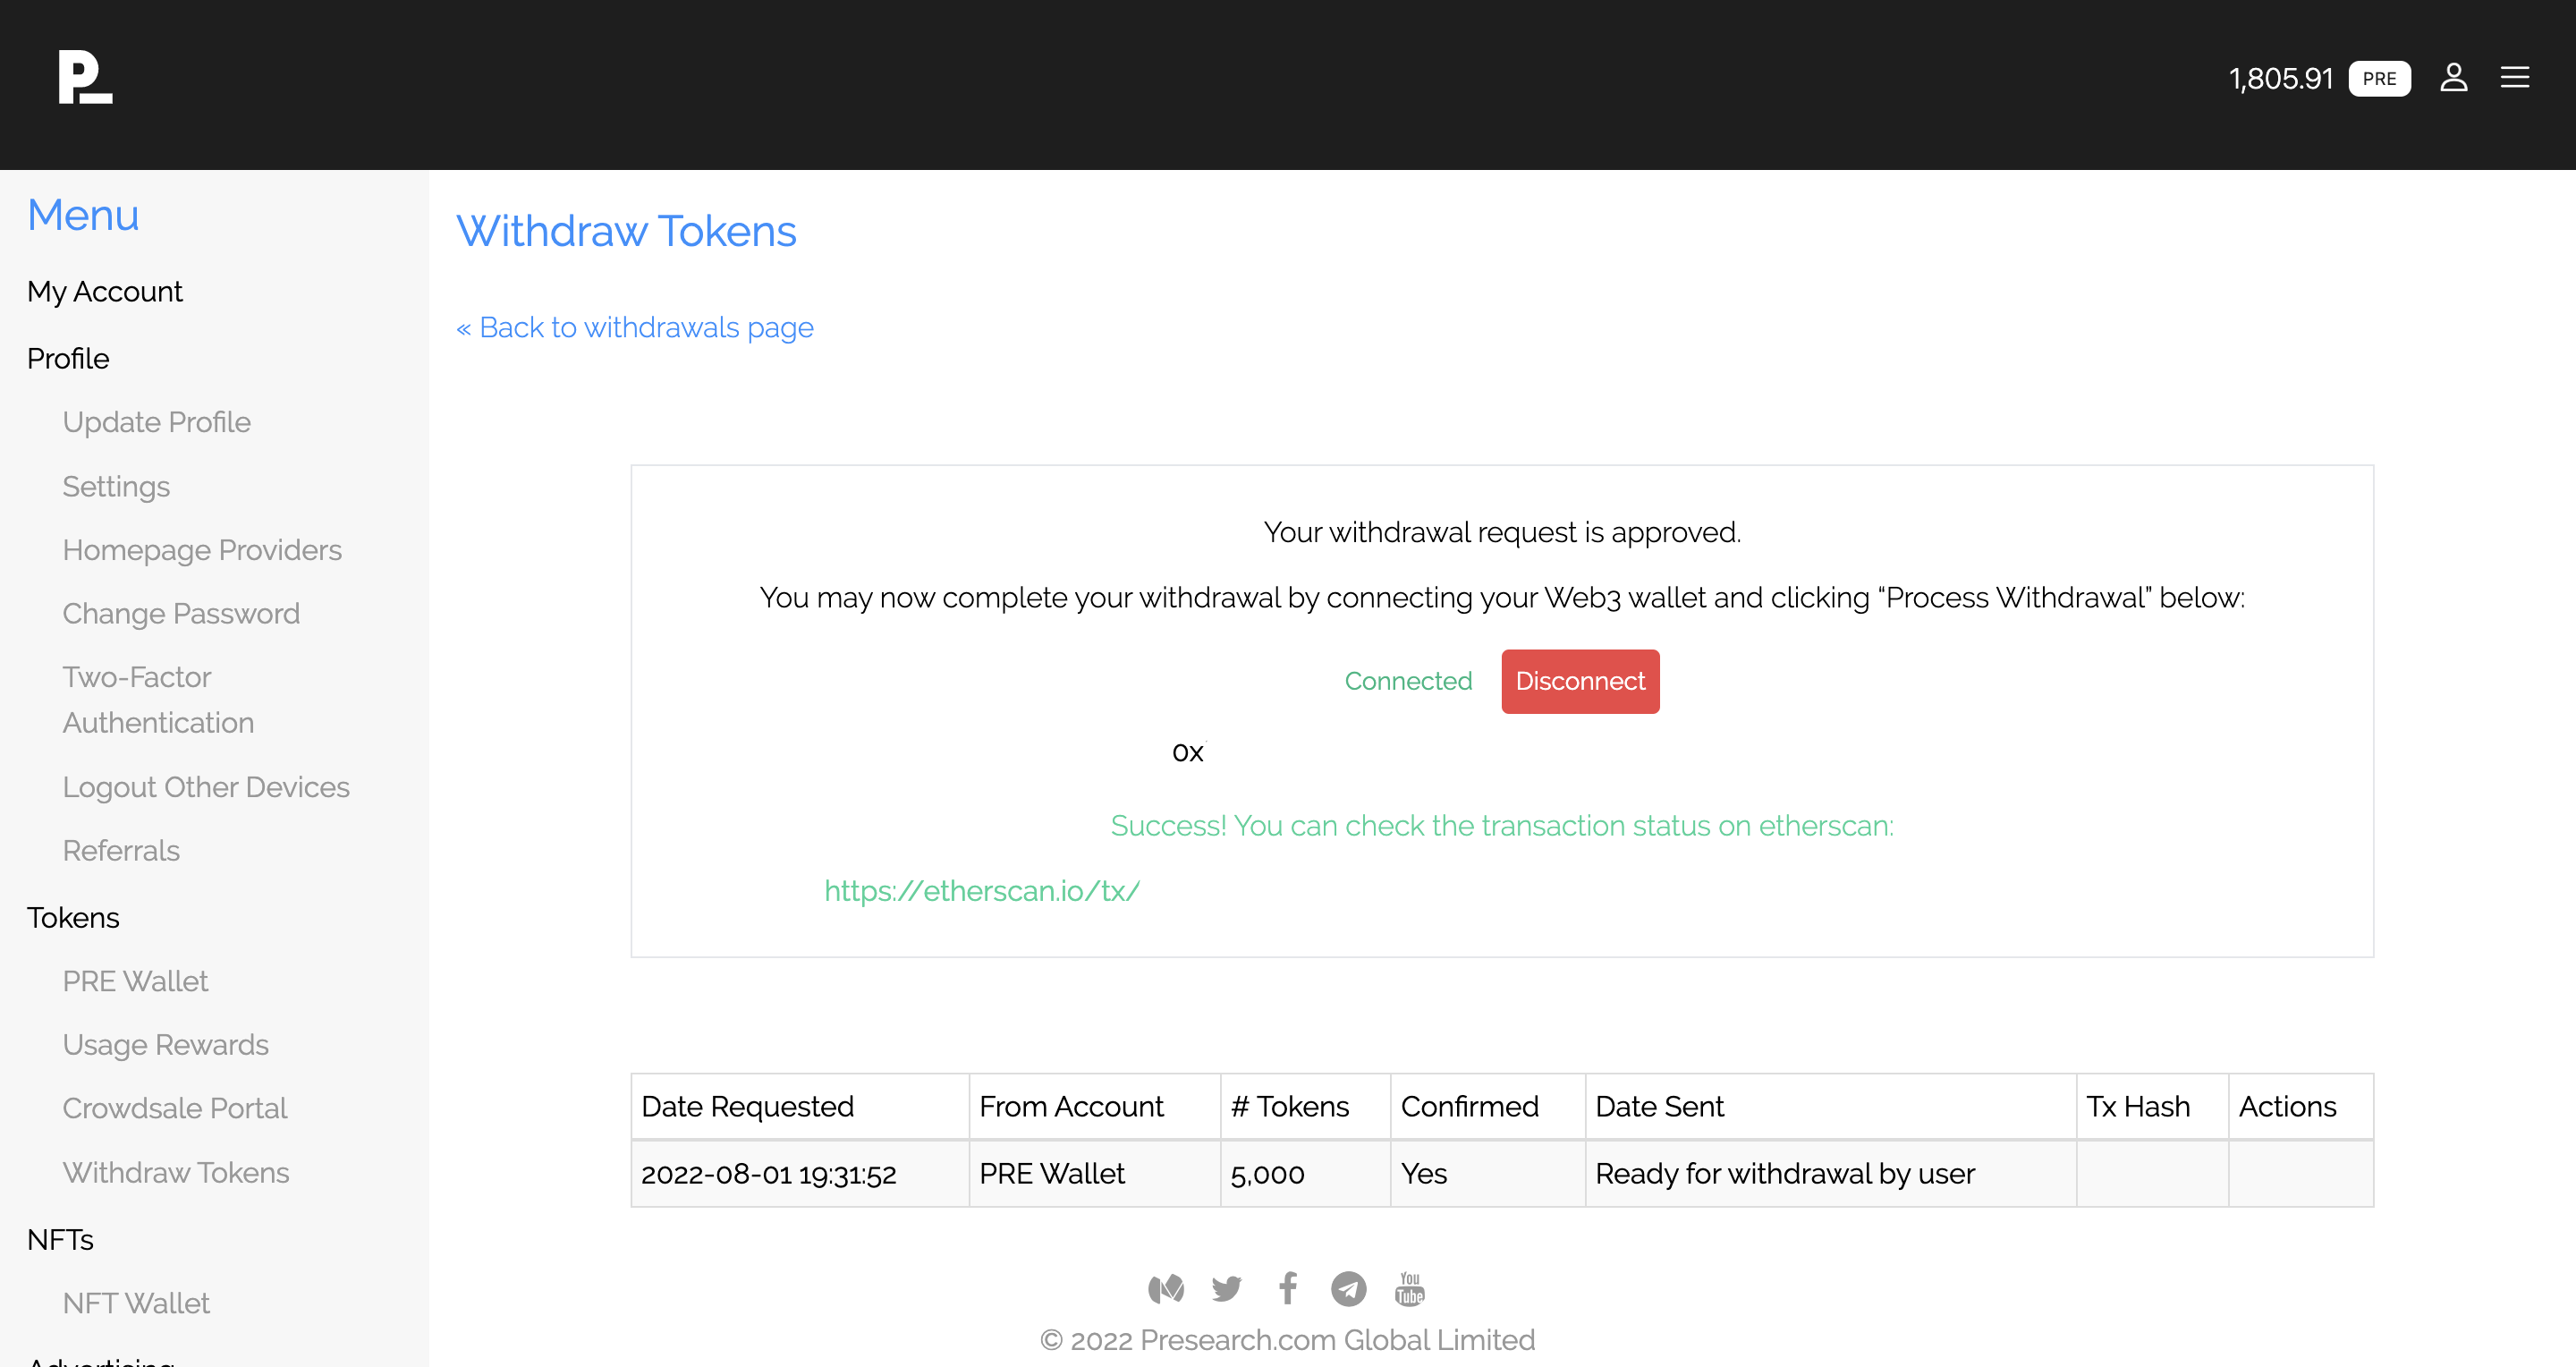 P_
1,805.91 PRE
Menu
My Account
Profile
Update Profile
Settings
Homepage Providers
Change Password
Two-Factor
Authentication
Logout Other Devices
Referrals
Tokens
PRE Wallet
Usage Rewards
Crowdsale Portal
Withdraw Tokens
NFTs
NFT Wallet
Advertising
Withdraw Tokens
« Back to withdrawals page
Your withdrawal request is approved.
You may now complete your withdrawal by connecting your Web3 wallet and clicking “Process Withdrawal” below:
Connected Disconnect
0x
Success! You can check the transaction status on etherscan:
https://etherscan.io/tx/
Date Requested From Account # Tokens Confirmed Date Sent Tx Hash Actions
2022-08-01 19:31:52 PRE Wallet 5,000 Yes Ready for withdrawal by user
You
Tube
© 2022 Presearch.com Global Limited